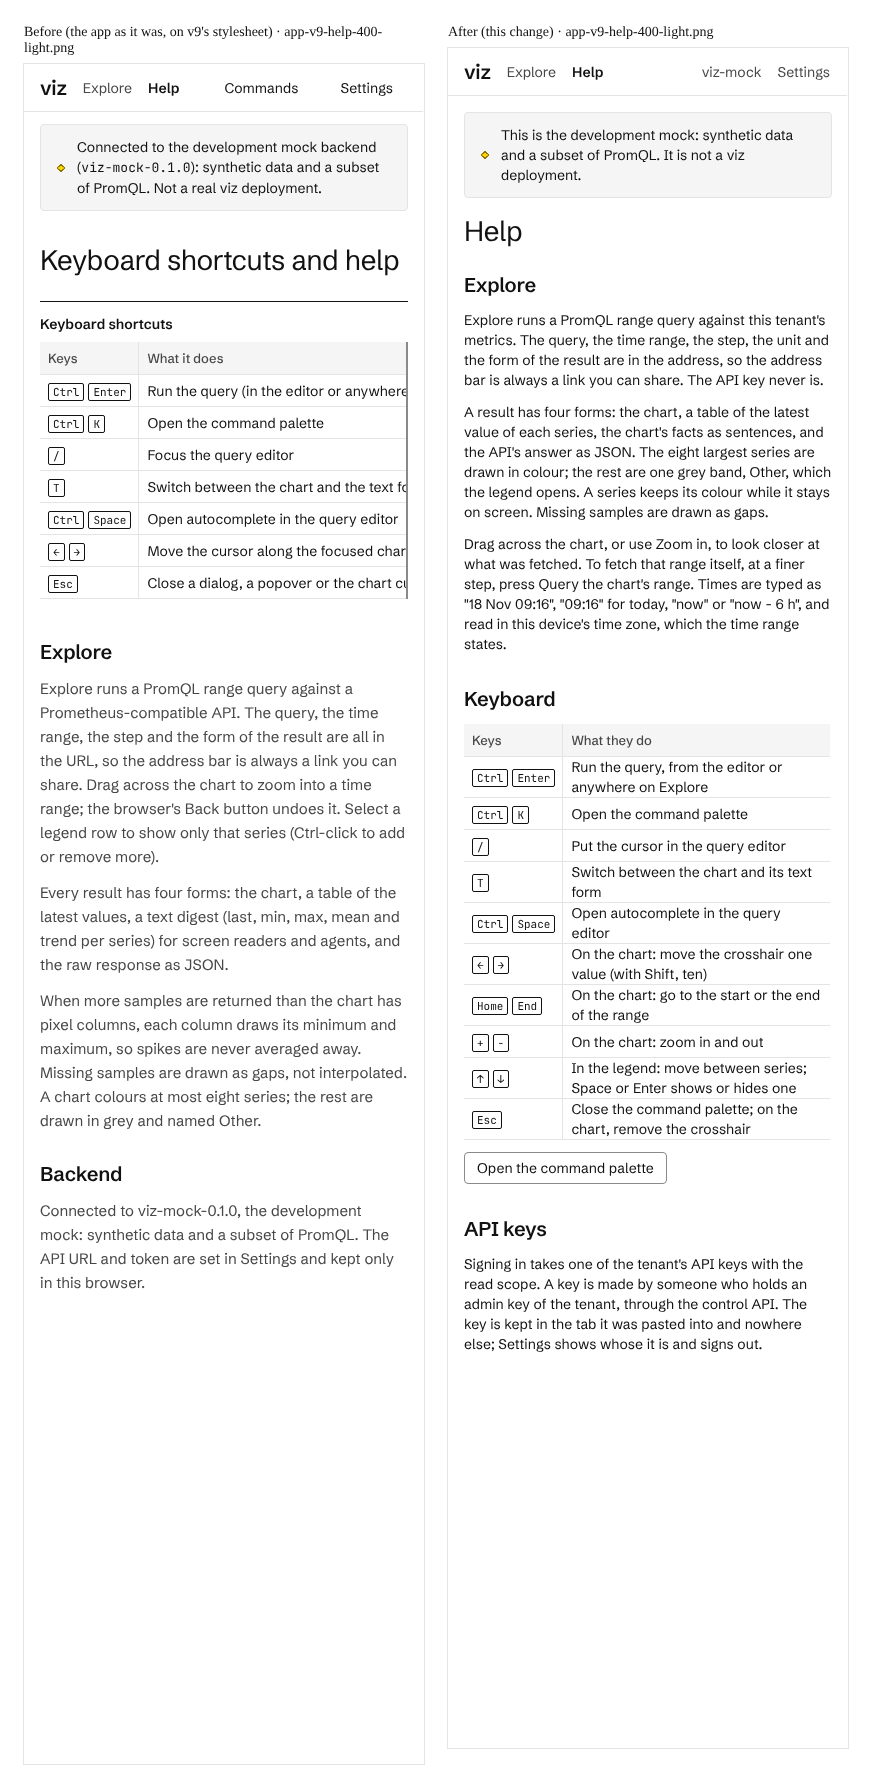 Before (the app as it was, on v9's stylesheet) · app-v9-help-400-
light.png
viz Explore Help Commands Settings
Connected to the development mock backend
(viz-mock-0.1.0): synthetic data and a subset
of PromQL. Not a real viz deployment.
Keyboard shortcuts and help
Keyboard shortcuts
Keys What it does
Ctrl Enter Run the query (in the editor or anywhere
Ctrl K Open the command palette
/ Focus the query editor
T Switch between the chart and the text fo
Ctrl Space Open autocomplete in the query editor
← → Move the cursor along the focused char
Esc Close a dialog, a popover or the chart cu
Explore
Explore runs a PromQL range query against a
Prometheus-compatible API. The query, the time
range, the step and the form of the result are all in
the URL, so the address bar is always a link you can
share. Drag across the chart to zoom into a time
range; the browser's Back button undoes it. Select a
legend row to show only that series (Ctrl-click to add
or remove more).
Every result has four forms: the chart, a table of the
latest values, a text digest (last, min, max, mean and
trend per series) for screen readers and agents, and
the raw response as JSON.
When more samples are returned than the chart has
pixel columns, each column draws its minimum and
maximum, so spikes are never averaged away.
Missing samples are drawn as gaps, not interpolated.
A chart colours at most eight series; the rest are
drawn in grey and named Other.
Backend
Connected to viz-mock-0.1.0, the development
mock: synthetic data and a subset of PromQL. The
API URL and token are set in Settings and kept only
in this browser.
After (this change) · app-v9-help-400-light.png
viz Explore Help viz-mock Settings
This is the development mock: synthetic data
and a subset of PromQL. It is not a viz
deployment.
Help
Explore
Explore runs a PromQL range query against this tenant's
metrics. The query, the time range, the step, the unit and
the form of the result are in the address, so the address
bar is always a link you can share. The API key never is.
A result has four forms: the chart, a table of the latest
value of each series, the chart's facts as sentences, and
the API's answer as JSON. The eight largest series are
drawn in colour; the rest are one grey band, Other, which
the legend opens. A series keeps its colour while it stays
on screen. Missing samples are drawn as gaps.
Drag across the chart, or use Zoom in, to look closer at
what was fetched. To fetch that range itself, at a finer
step, press Query the chart's range. Times are typed as
"18 Nov 09:16", "09:16" for today, "now" or "now - 6 h", and
read in this device's time zone, which the time range
states.
Keyboard
Keys What they do
Ctrl Enter Run the query, from the editor or
anywhere on Explore
Ctrl K Open the command palette
/ Put the cursor in the query editor
T Switch between the chart and its text
form
Ctrl Space Open autocomplete in the query
editor
← → On the chart: move the crosshair one
value (with Shift, ten)
Home End On the chart: go to the start or the end
of the range
+ - On the chart: zoom in and out
↑ ↓ In the legend: move between series;
Space or Enter shows or hides one
Esc Close the command palette; on the
chart, remove the crosshair
Open the command palette
API keys
Signing in takes one of the tenant's API keys with the
read scope. A key is made by someone who holds an
admin key of the tenant, through the control API. The
key is kept in the tab it was pasted into and nowhere
else; Settings shows whose it is and signs out.